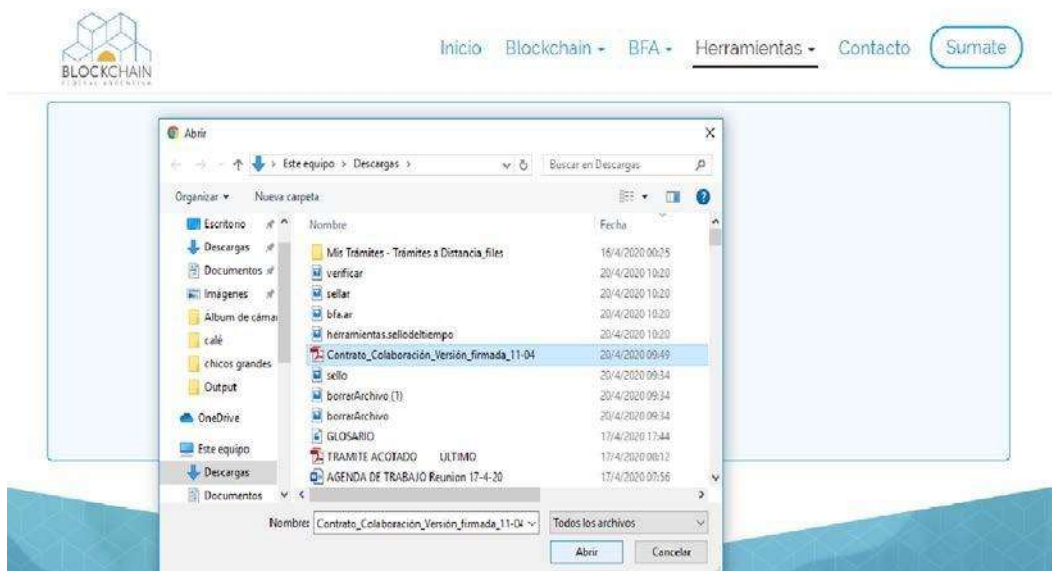 BLOCKCHAIN
FEDERAL ARGENTINA
Inicio Blockchain BFA Herramientas Contacto Sumate
Abrir
Este equipo > Descargas > Buscar en Descargas
Organizar Nueva carpeta
Escritorio
Descargas
Documentos
Imágenes
Álbum de cámar
calé
chicos grandes
Output
OneDrive
Este equipo
Descargas
Documentos
Nombre Fecha
Mis Trámites - Trámites a Distancia_files 16/4/2020 00:25
verificar 20/4/2020 10:20
sellar 20/4/2020 10:20
bfa.ar 20/4/2020 10:20
herramientas.sellodeltiempo 20/4/2020 10:20
Contrato_Colaboración_Versión_firmada_11-04 20/4/2020 09:49
sello 20/4/2020 09:34
borrarArchivo (1) 20/4/2020 09:34
borrarArchivo 20/4/2020 09:34
GLOSARIO 17/4/2020 17:44
TRAMITE ACOTADO ULTIMO 17/4/2020 08:12
AGENDA DE TRABAJO Reunion 17-4-20 17/4/2020 07:56
Nombre: Contrato_Colaboración_Versión_firmada_11-04 Todos los archivos
Abrir Cancelar